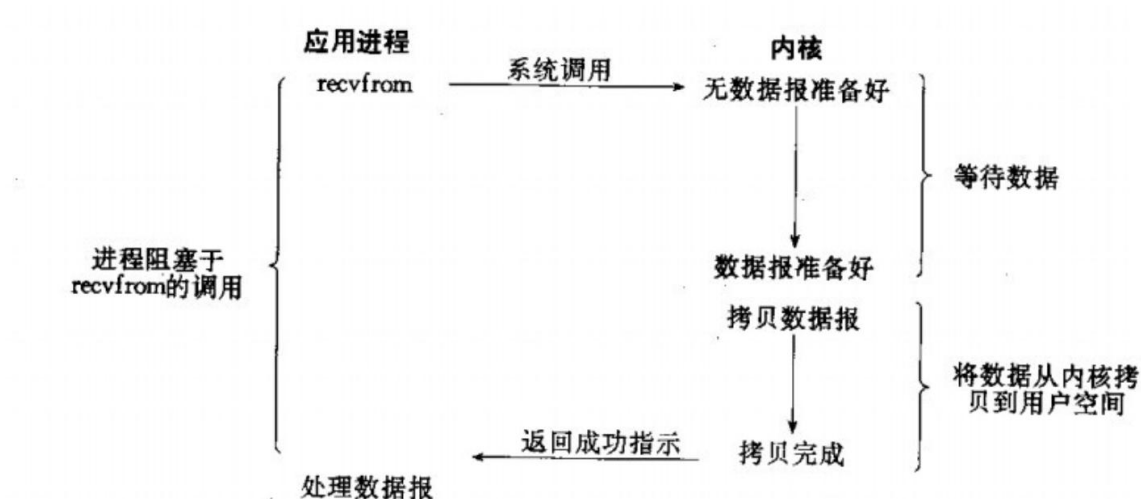 应用进程
内核
recvfrom
系统调用
无数据报准备好
等待数据
进程阻塞于
recvfrom的调用
数据报准备好
拷贝数据报
将数据从内核拷
贝到用户空间
返回成功指示
拷贝完成
处理数据报